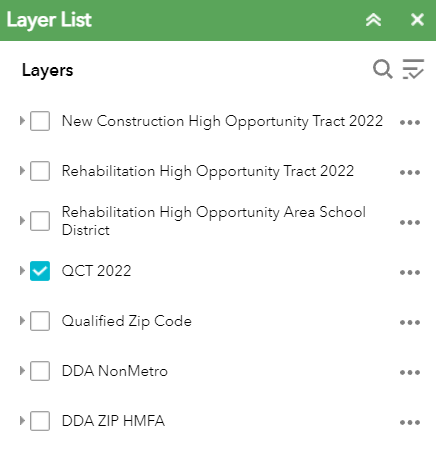 Layer List
Layers
New Construction High Opportunity Tract 2022
Rehabilitation High Opportunity Tract 2022
Rehabilitation High Opportunity Area School
District
QCT 2022
Qualified Zip Code
DDA NonMetro
DDA ZIP HMFA